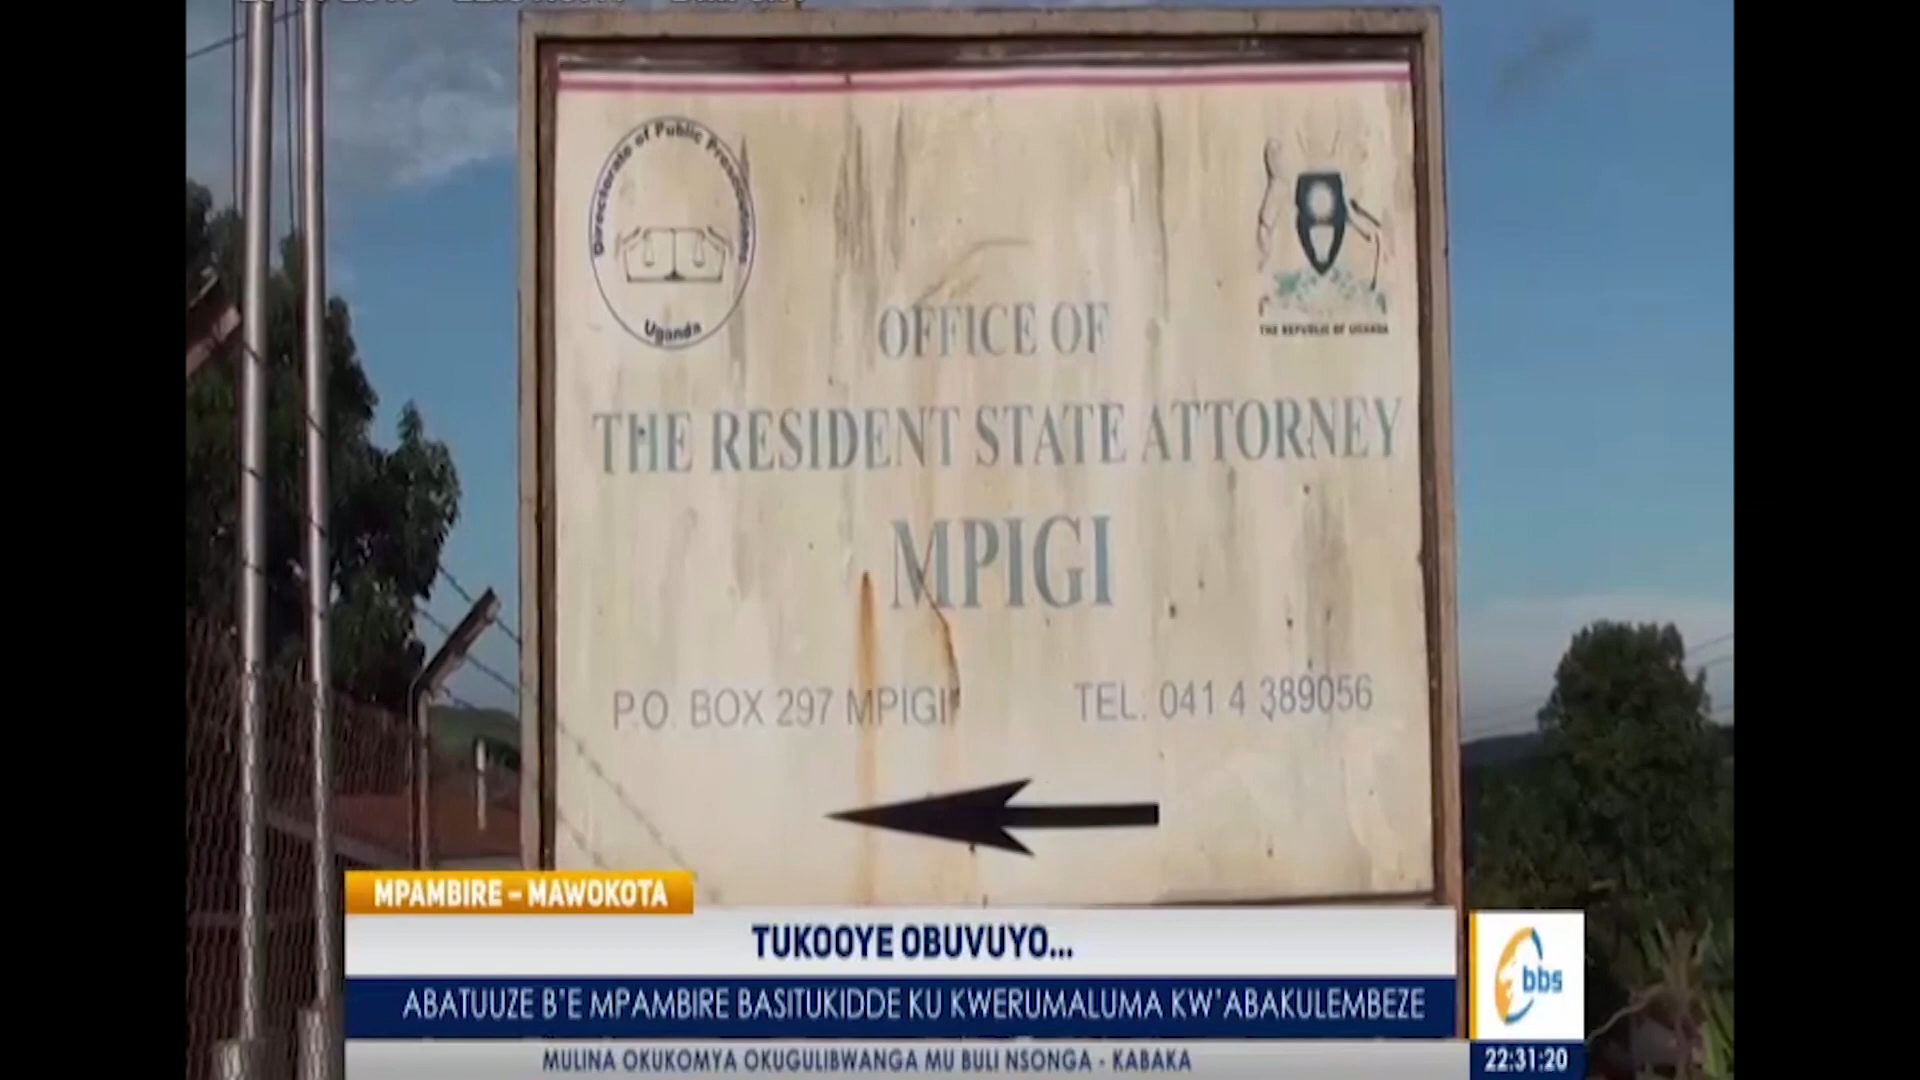 Directorate of Public Prosecutions
Uganda
THE REPUBLIC OF UGANDA
OFFICE OF
THE RESIDENT STATE ATTORNEY
MPIGI
P.O. BOX 297 MPIGI
TEL: 041 4 389056
MPAMBIRE – MAWOKOTA
TUKOOYE OBUVUYO...
ABATUUZE B'E MPAMBIRE BASITUKIDDE KU KWERUMALUMA KW'ABAKULEMBEZE
bbs
MULINA OKUKOMYA OKUGULIBWANGA MU BULI NSONGA - KABAKA
22:31:20